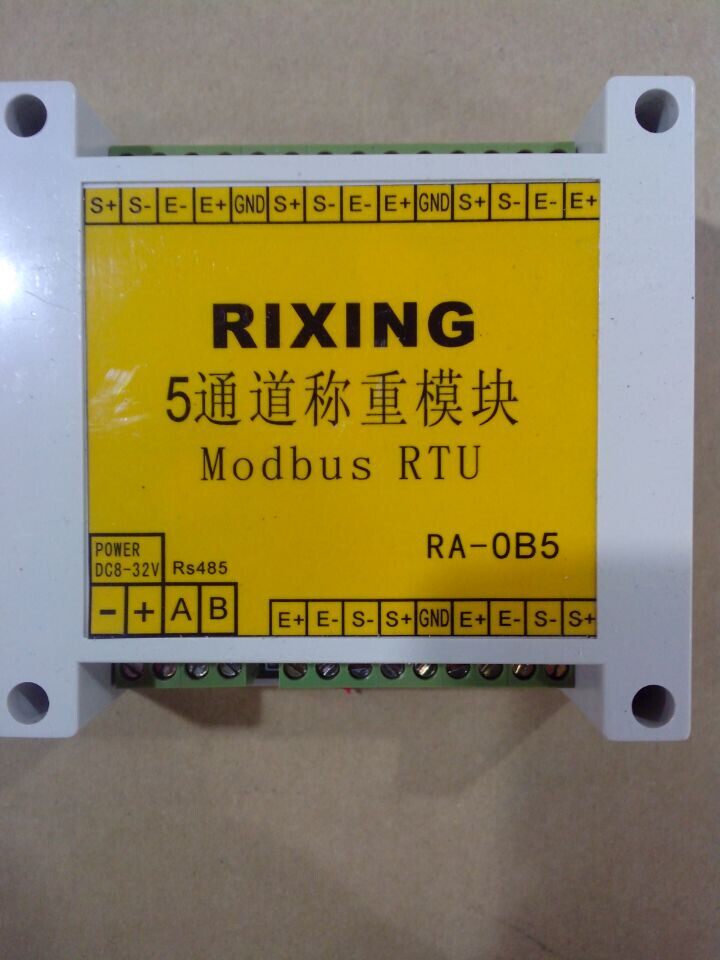 S+ S- E- E+ GND S+ S- E- E+ GND S+ S- E- E+
RIXING
5通道称重模块
Modbus RTU
RA-0B5
POWER
DC8-32V Rs485
- + A B
E+ E- S- S+ GND E+ E- S- S+